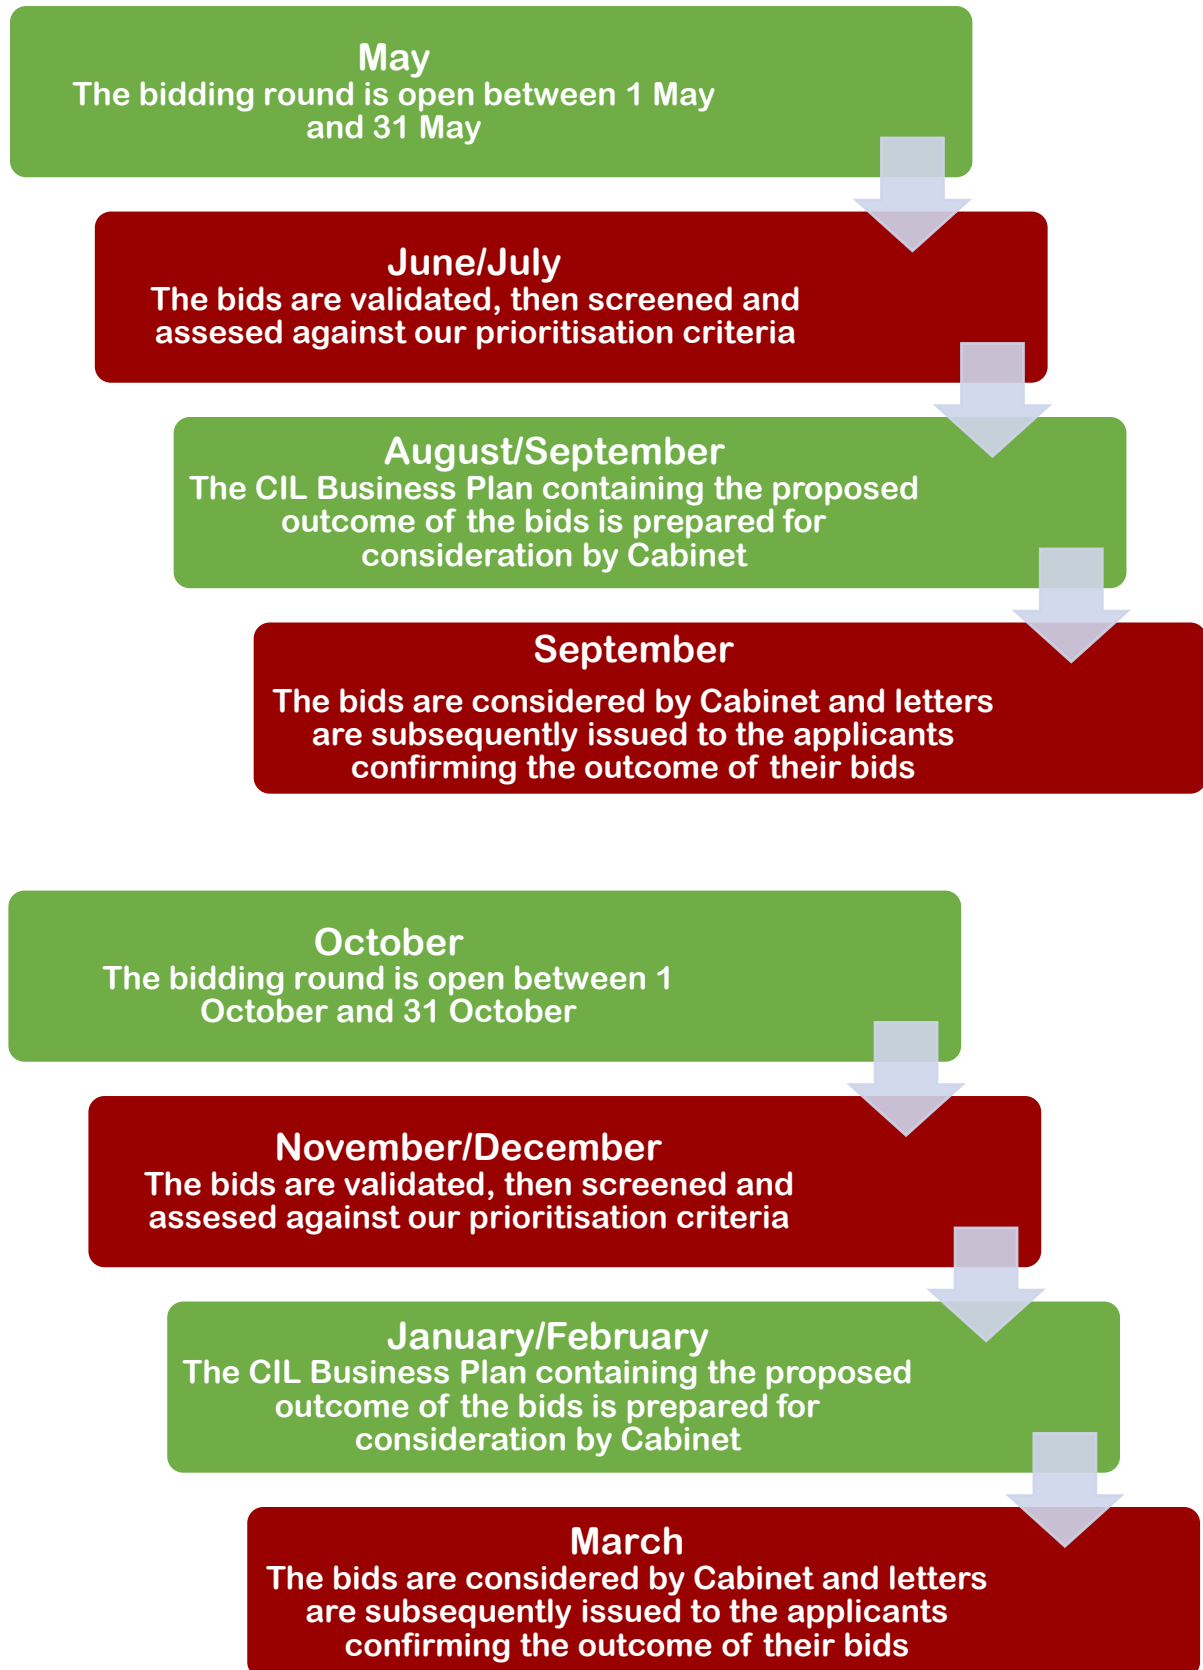 May
The bidding round is open between 1 May
and 31 May
June/July
The bids are validated, then screened and
assesed against our prioritisation criteria
August/September
The CIL Business Plan containing the proposed
outcome of the bids is prepared for
consideration by Cabinet
September
The bids are considered by Cabinet and letters
are subsequently issued to the applicants
confirming the outcome of their bids
October
The bidding round is open between 1
October and 31 October
November/December
The bids are validated, then screened and
assesed against our prioritisation criteria
January/February
The CIL Business Plan containing the proposed
outcome of the bids is prepared for
consideration by Cabinet
March
The bids are considered by Cabinet and letters
are subsequently issued to the applicants
confirming the outcome of their bids